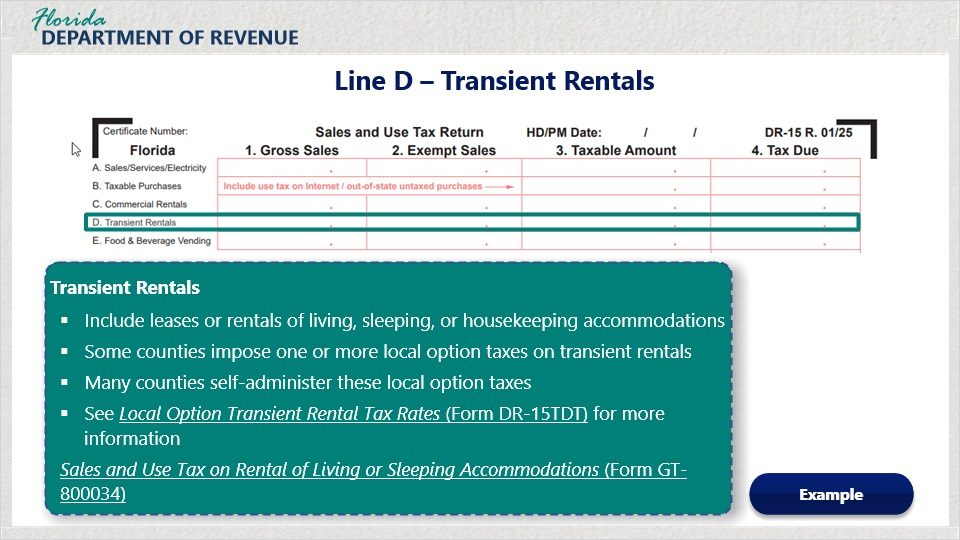 Florida
DEPARTMENT OF REVENUE
Line D – Transient Rentals
Certificate Number: Sales and Use Tax Return HD/PM Date: / / DR-15 R. 01/25
Florida 1. Gross Sales 2. Exempt Sales 3. Taxable Amount 4. Tax Due
A. Sales/Services/Electricity . . . .
B. Taxable Purchases Include use tax on Internet / out-of-state untaxed purchases . .
C. Commercial Rentals . . . .
D. Transient Rentals . . . .
E. Food & Beverage Vending . . . .
Transient Rentals
▪ Include leases or rentals of living, sleeping, or housekeeping accommodations
▪ Some counties impose one or more local option taxes on transient rentals
▪ Many counties self-administer these local option taxes
▪ See Local Option Transient Rental Tax Rates (Form DR-15TDT) for more
information
Sales and Use Tax on Rental of Living or Sleeping Accommodations (Form GT-
800034)
Example